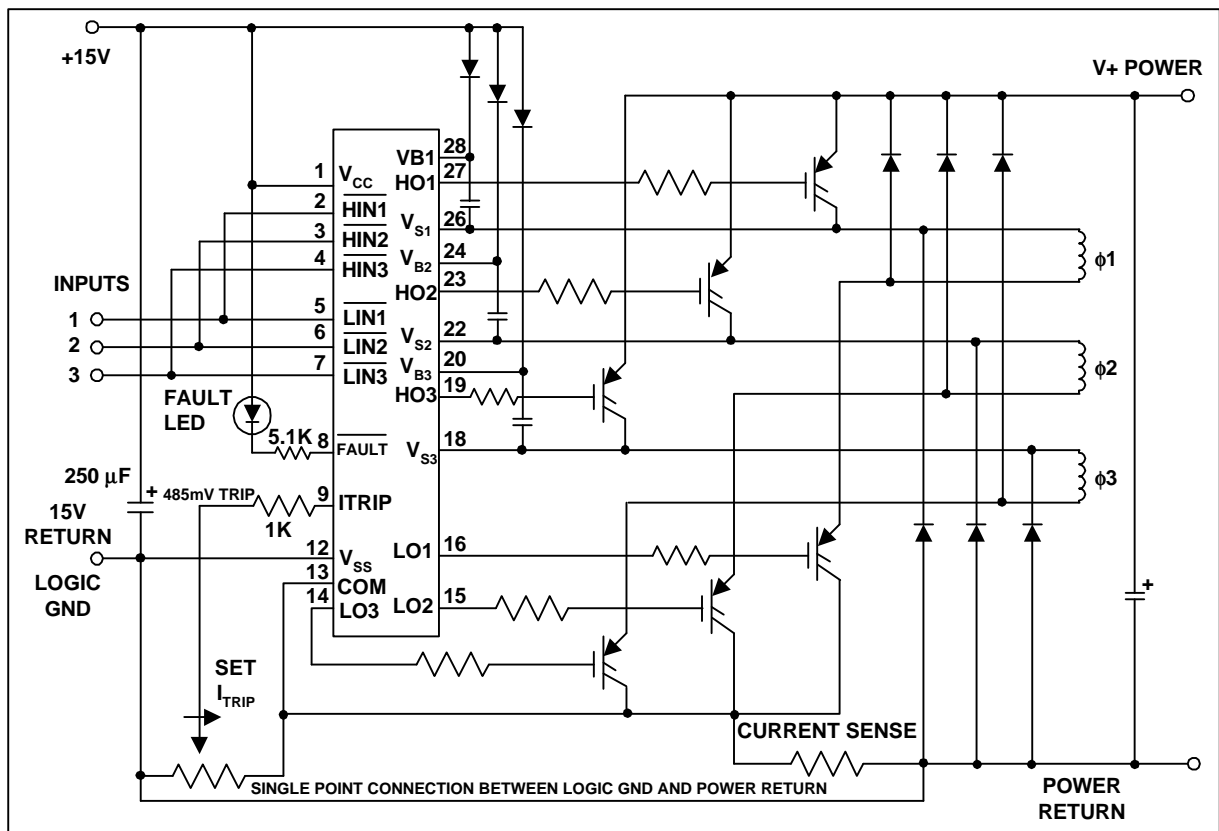 +15V
V+ POWER
VB1 28
1 VCC
HO1 27
2 HIN1
3 HIN2
VS1 26
4 HIN3
VB2 24
INPUTS
HO2 23
1
5 LIN1
2
6 LIN2
VS2 22
3
7 LIN3
VB3 20
HO3 19
ϕ1
ϕ2
ϕ3
FAULT
LED
5.1K
8 FAULT
VS3 18
250 µF
+
485mV TRIP
9 ITRIP
1K
15V
RETURN
LOGIC
GND
12 VSS
13 COM
14 LO3
LO1 16
LO2 15
+
SET
ITRIP
CURRENT SENSE
SINGLE POINT CONNECTION BETWEEN LOGIC GND AND POWER RETURN
POWER
RETURN